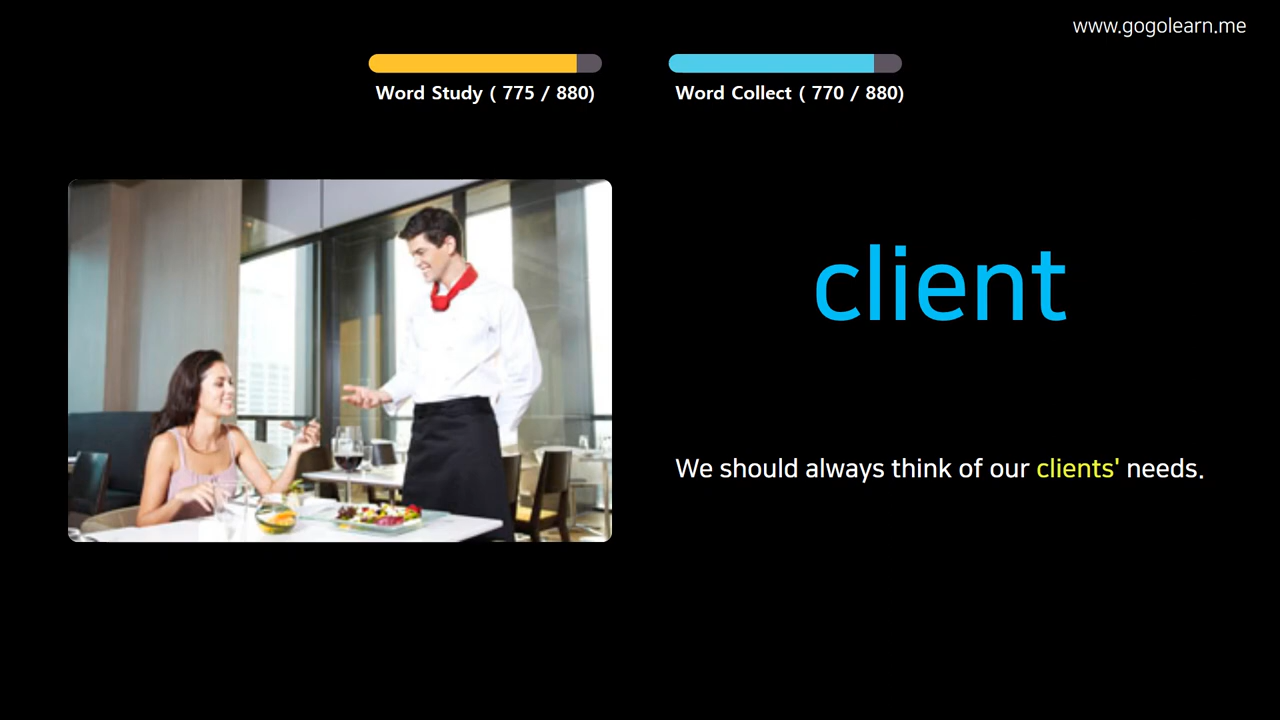 www.gogolearn.me
Word Study ( 775 / 880)
Word Collect ( 770 / 880)
client
We should always think of our clients' needs.